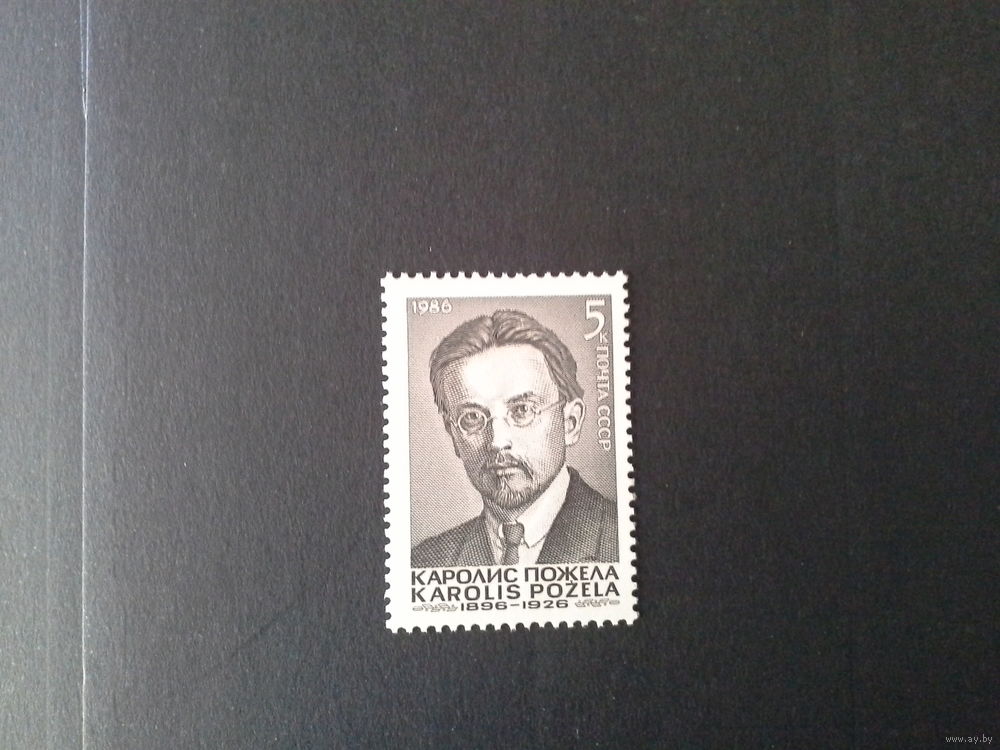 1986
5к ПОЧТА СССР
КАРОЛИС ПОЖЕЛА
KAROLIS POŽELA
1896-1926
www.ay.by